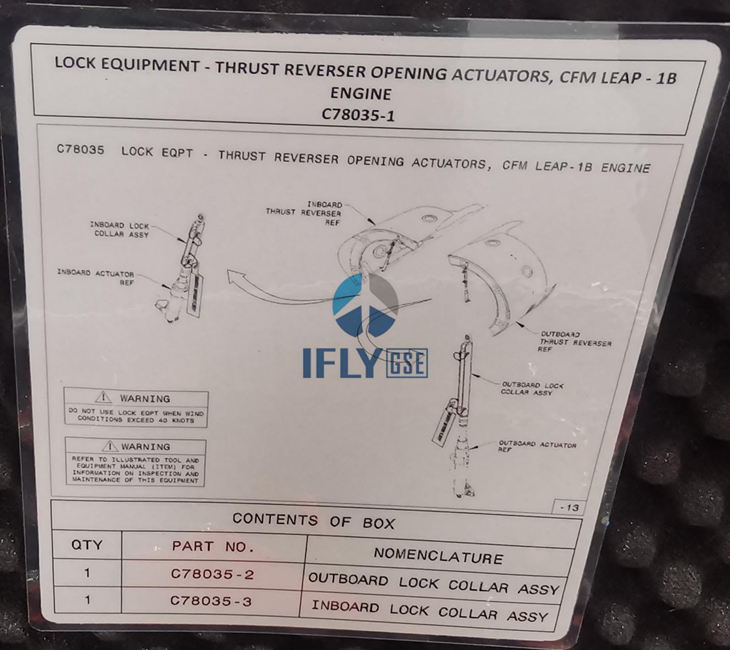 LOCK EQUIPMENT - THRUST REVERSER OPENING ACTUATORS, CFM LEAP - 1B
ENGINE
C78035-1
C78035 LOCK EQPT - THRUST REVERSER OPENING ACTUATORS, CFM LEAP-1B ENGINE
INBOARD
THRUST REVERSER
REF
INBOARD LOCK
COLLAR ASSY
INBOARD ACTUATOR
REF
OUTBOARD
THRUST REVERSER
REF
IFLY GSE
OUTBOARD LOCK
COLLAR ASSY
OUTBOARD ACTUATOR
REF
WARNING
DO NOT USE LOCK EQPT WHEN WIND
CONDITIONS EXCEED 40 KNOTS
WARNING
REFER TO ILLUSTRATED TOOL AND
EQUIPMENT MANUAL (ITEM) FOR
INFORMATION ON INSPECTION AND
MAINTENANCE OF THIS EQUIPMENT
-13
CONTENTS OF BOX
QTY PART NO. NOMENCLATURE
1 C78035-2 OUTBOARD LOCK COLLAR ASSY
1 C78035-3 INBOARD LOCK COLLAR ASSY